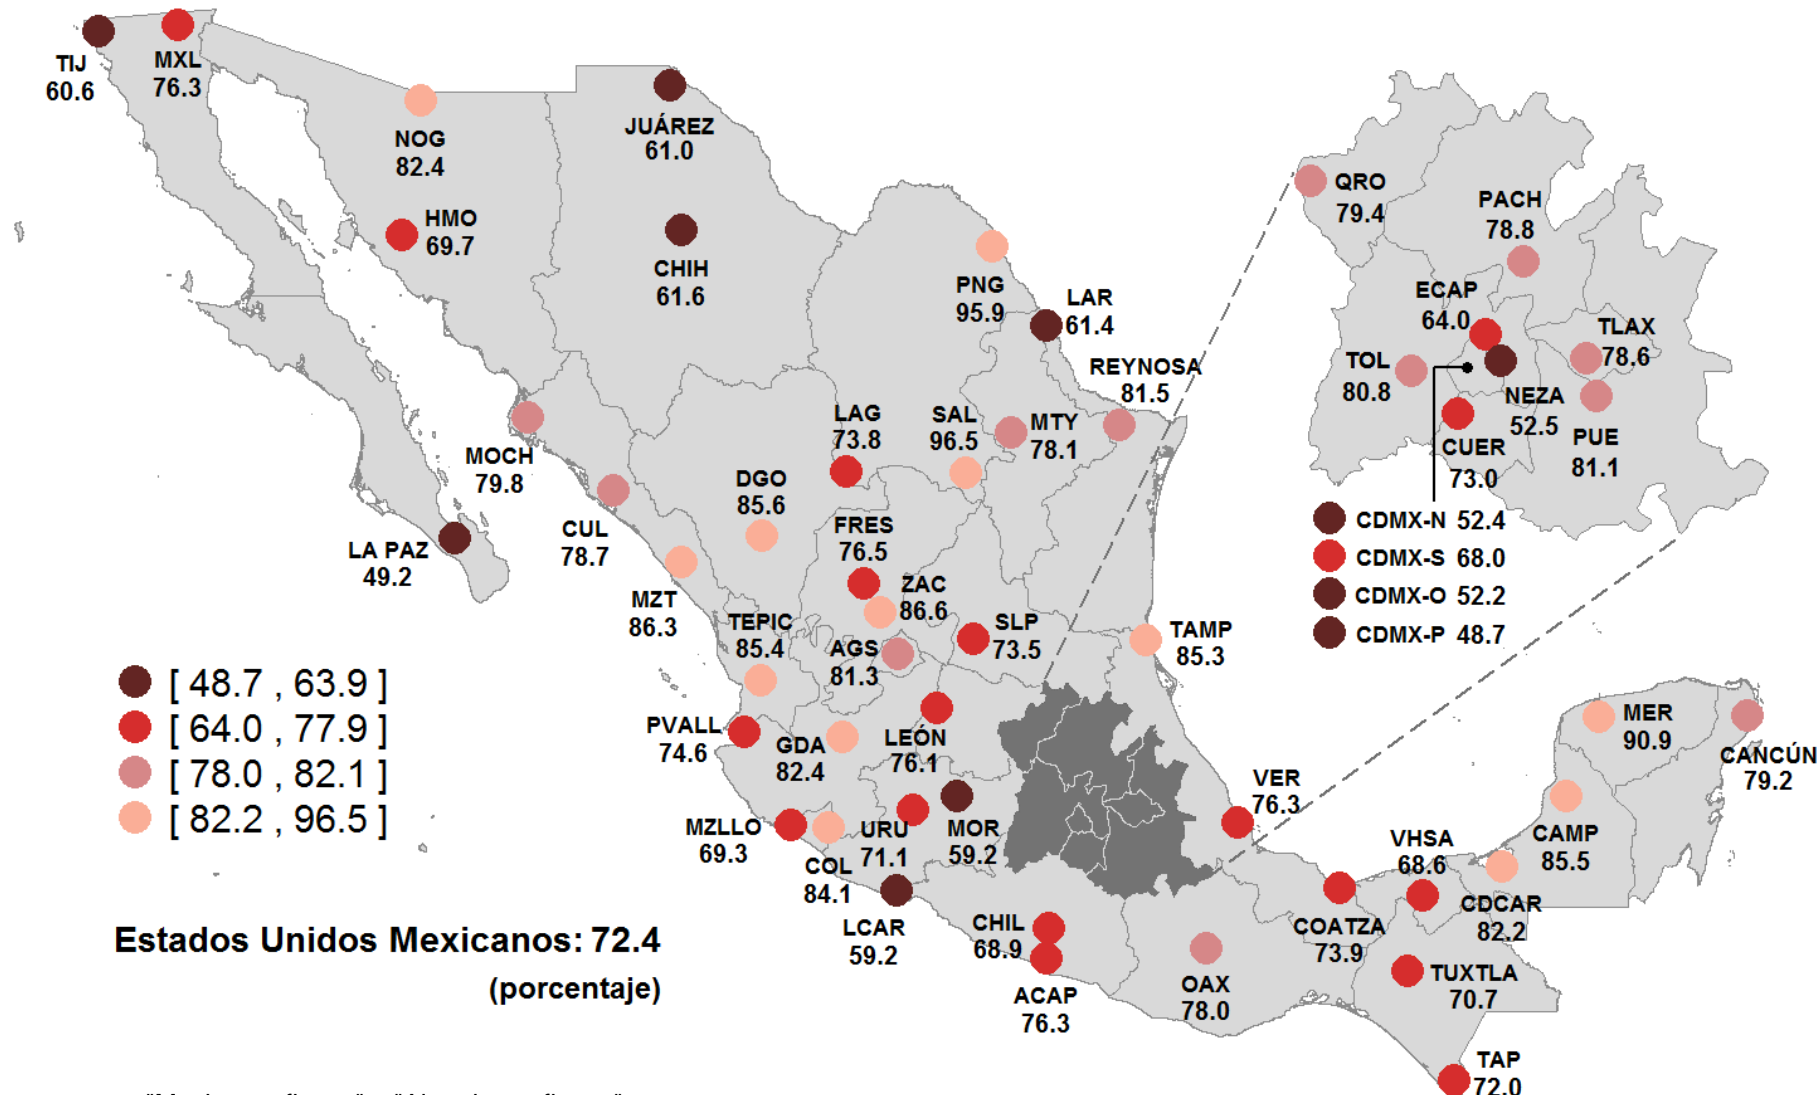 TIJ
60.6
MXL
76.3
NOG
82.4
HMO
69.7
JUÁREZ
61.0
CHIH
61.6
PNG
95.9
LAR
61.4
REYNOSA
81.5
MOCH
79.8
CUL
78.7
LA PAZ
49.2
LAG
73.8
SAL
96.5
MTY
78.1
DGO
85.6
FRES
76.5
MZT
86.3
ZAC
86.6
TEPIC
85.4
AGS
81.3
SLP
73.5
TAMP
85.3
PVALL
74.6
GDA
82.4
LEÓN
76.1
MZLLO
69.3
COL
84.1
URU
71.1
MOR
59.2
LCAR
59.2
CHIL
68.9
ACAP
76.3
OAX
78.0
VER
76.3
COATZA
73.9
VHSA
68.6
CDCAR
82.2
CAMP
85.5
MER
90.9
CANCÚN
79.2
TUXTLA
70.7
TAP
72.0
QRO
79.4
PACH
78.8
ECAP
64.0
TLAX
78.6
TOL
80.8
NEZA
52.5
CUER
73.0
PUE
81.1
CDMX-N 52.4
CDMX-S 68.0
CDMX-O 52.2
CDMX-P 48.7
[ 48.7 , 63.9 ]
[ 64.0 , 77.9 ]
[ 78.0 , 82.1 ]
[ 82.2 , 96.5 ]
Estados Unidos Mexicanos: 72.4
(porcentaje)